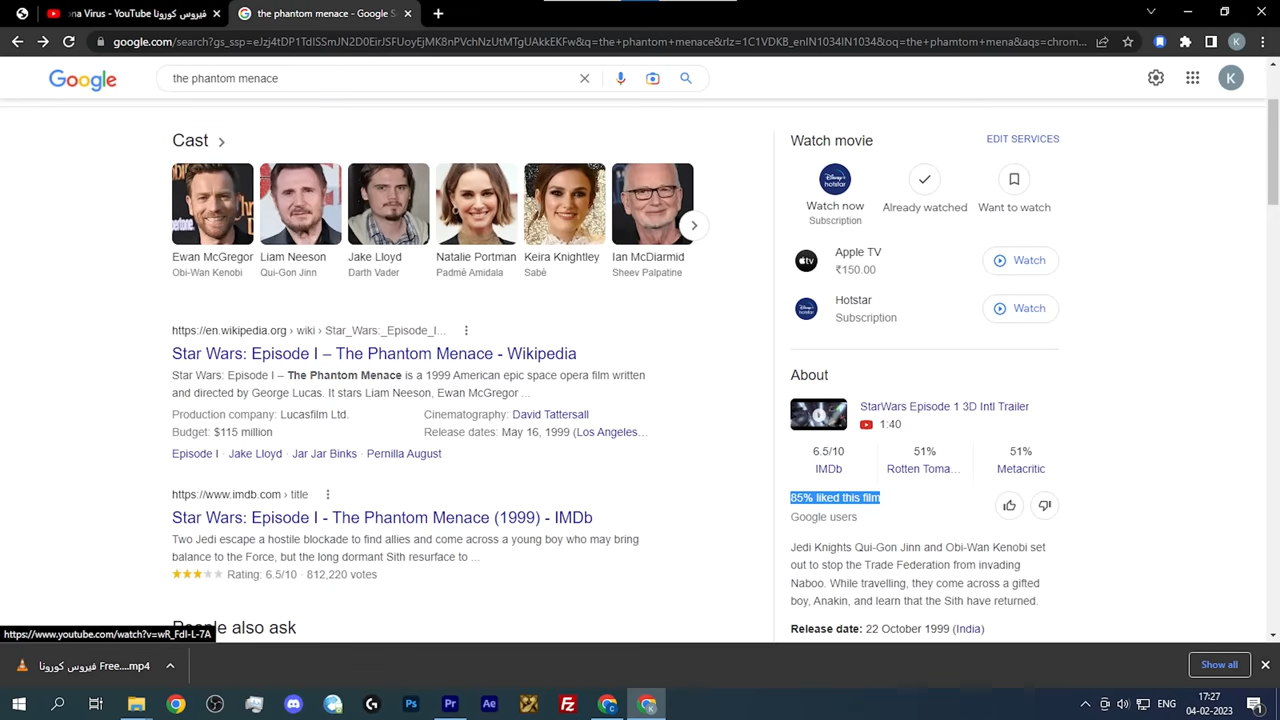 فيروس كورونا ona Virus - YouTube
the phantom menace - Google S
google.com/search?gs_ssp=eJzj4tDP1TdISSmJN2D0EirJSFUoyEjMK8nPVchNzUtMTgUAkkEKFw&q=the+phantom+menace&rlz=1C1VDKB_enIN1034IN1034&oq=the+phamtom+mena&aqs=chrom...
K
Google
the phantom menace
K
Cast
Ewan McGregor
Obi-Wan Kenobi
Liam Neeson
Qui-Gon Jinn
Jake Lloyd
Darth Vader
Natalie Portman
Padmé Amidala
Keira Knightley
Sabé
Ian McDiarmid
Sheev Palpatine
https://en.wikipedia.org › wiki › Star_Wars:_Episode_I...
Star Wars: Episode I – The Phantom Menace - Wikipedia
Star Wars: Episode I – The Phantom Menace is a 1999 American epic space opera film written
and directed by George Lucas. It stars Liam Neeson, Ewan McGregor ...
Production company: Lucasfilm Ltd.
Cinematography: David Tattersall
Budget: $115 million
Release dates: May 16, 1999 (Los Angeles...
Episode I · Jake Lloyd · Jar Jar Binks · Pernilla August
https://www.imdb.com › title
Star Wars: Episode I - The Phantom Menace (1999) - IMDb
Two Jedi escape a hostile blockade to find allies and come across a young boy who may bring
balance to the Force, but the long dormant Sith resurface to ...
Rating: 6.5/10 · 812,220 votes
People also ask
Watch movie
EDIT SERVICES
Disney+ hotstar
Watch now
Subscription
Already watched
Want to watch
tv
Apple TV
₹150.00
Watch
Hotstar
Subscription
Watch
About
StarWars Episode 1 3D Intl Trailer
1:40
6.5/10
IMDb
51%
Rotten Toma...
51%
Metacritic
85% liked this film
Google users
Jedi Knights Qui-Gon Jinn and Obi-Wan Kenobi set
out to stop the Trade Federation from invading
Naboo. While travelling, they come across a gifted
boy, Anakin, and learn that the Sith have returned.
Release date: 22 October 1999 (India)
https://www.youtube.com/watch?v=wR_FdI-L-7A
فيروس كورونا Free....mp4
Show all
Ps
Pr
Ae
Fz
ENG
17:27
04-02-2023